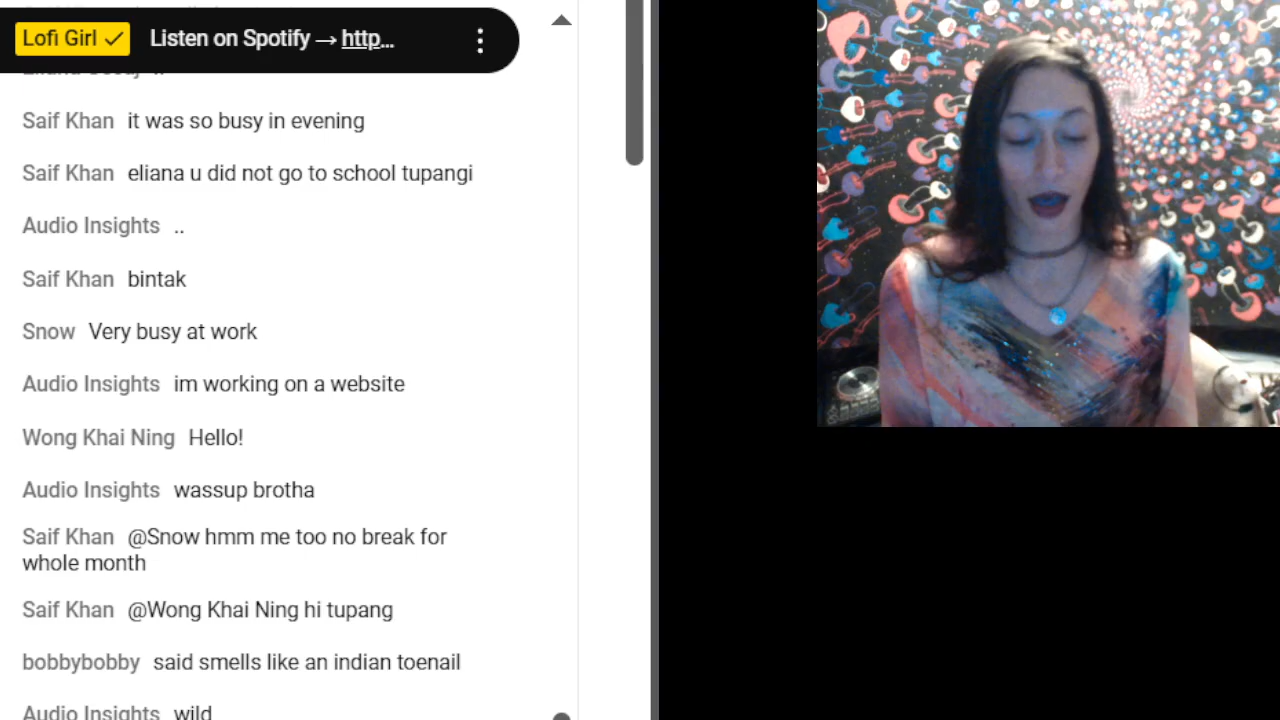 Lofi Girl ✓ Listen on Spotify → http...
Saif Khan it was so busy in evening
Saif Khan eliana u did not go to school tupangi
Audio Insights ..
Saif Khan bintak
Snow Very busy at work
Audio Insights im working on a website
Wong Khai Ning Hello!
Audio Insights wassup brotha
Saif Khan @Snow hmm me too no break for
whole month
Saif Khan @Wong Khai Ning hi tupang
bobbybobby said smells like an indian toenail
Audio Insights wild